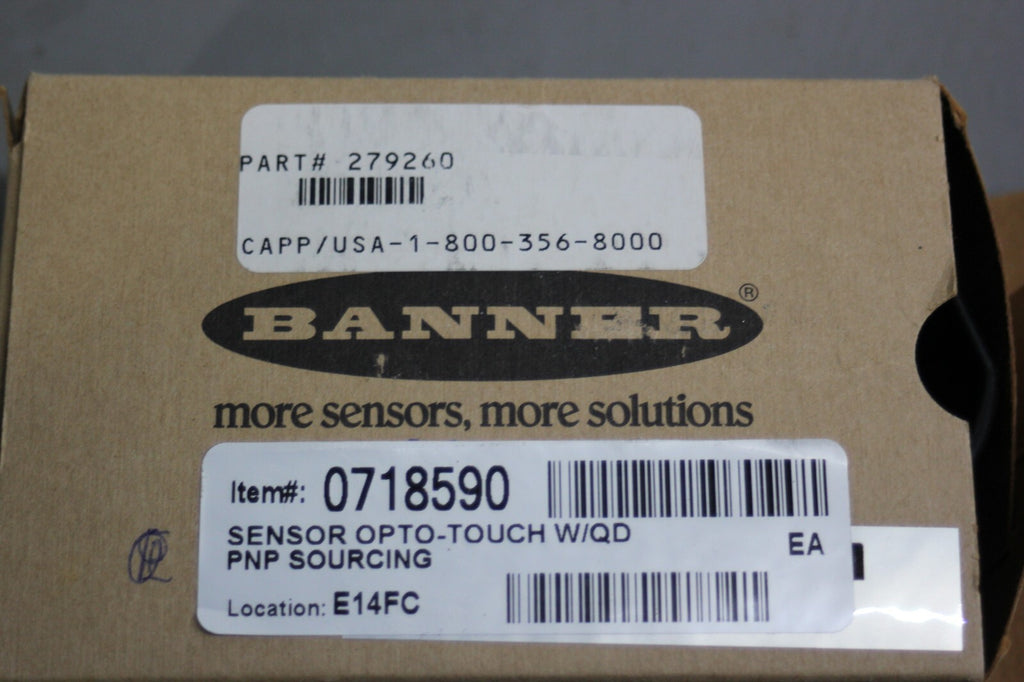 PART# 279260
CAPP/USA-1-800-356-8000
BANNER®
more sensors, more solutions
Item#: 0718590
SENSOR OPTO-TOUCH W/QD
PNP SOURCING
EA
Location: E14FC